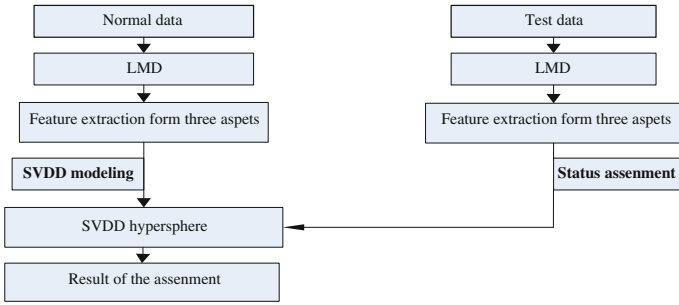 Normal data
Test data
LMD
LMD
Feature extraction form three aspets
Feature extraction form three aspets
SVDD modeling
Status assenment
SVDD hypersphere
Result of the assenment